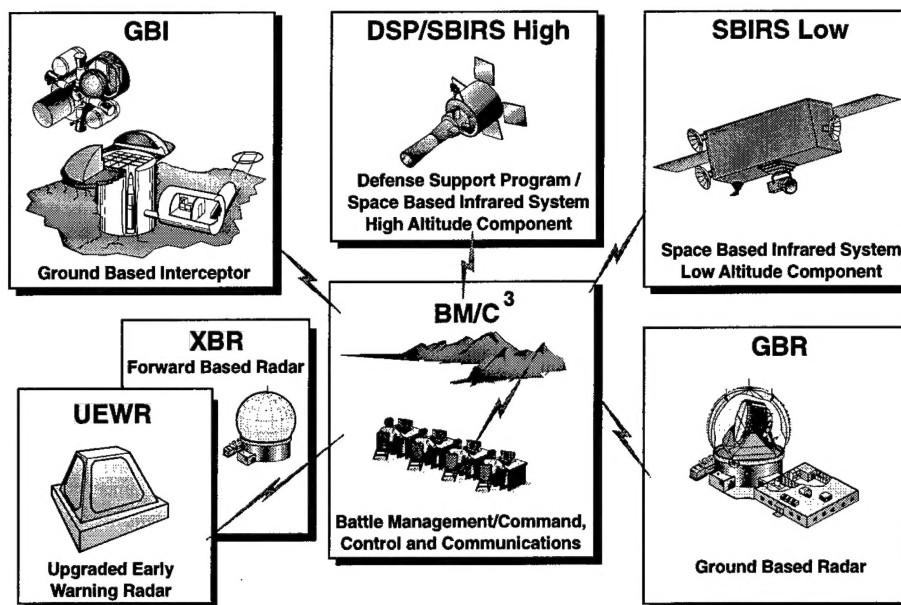 GBI
Ground Based Interceptor
DSP/SBIRS High
Defense Support Program /
Space Based Infrared System
High Altitude Component
SBIRS Low
Space Based Infrared System
Low Altitude Component
XBR
Forward Based Radar
UEWR
Upgraded Early
Warning Radar
BM/C³
Battle Management/Command,
Control and Communications
GBR
Ground Based Radar